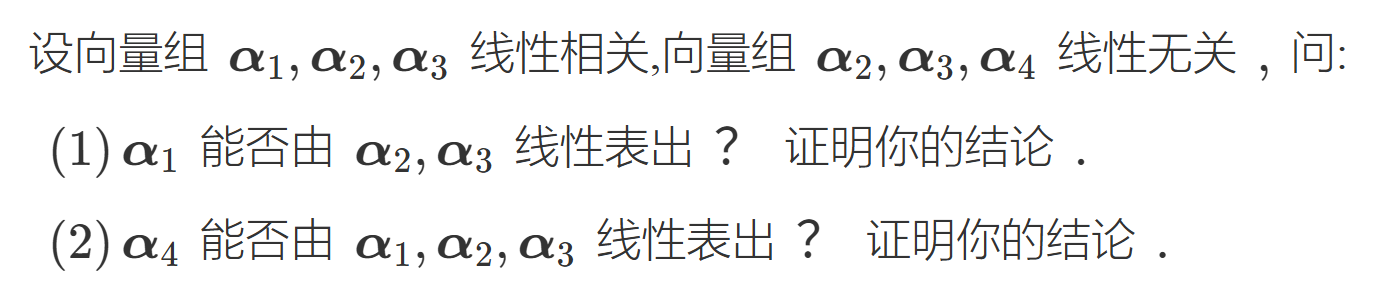 设向量组 α₁, α₂, α₃ 线性相关,向量组 α₂, α₃, α₄ 线性无关 , 问:
(1) α₁ 能否由 α₂, α₃ 线性表出 ? 证明你的结论 .
(2) α₄ 能否由 α₁, α₂, α₃ 线性表出 ? 证明你的结论 .